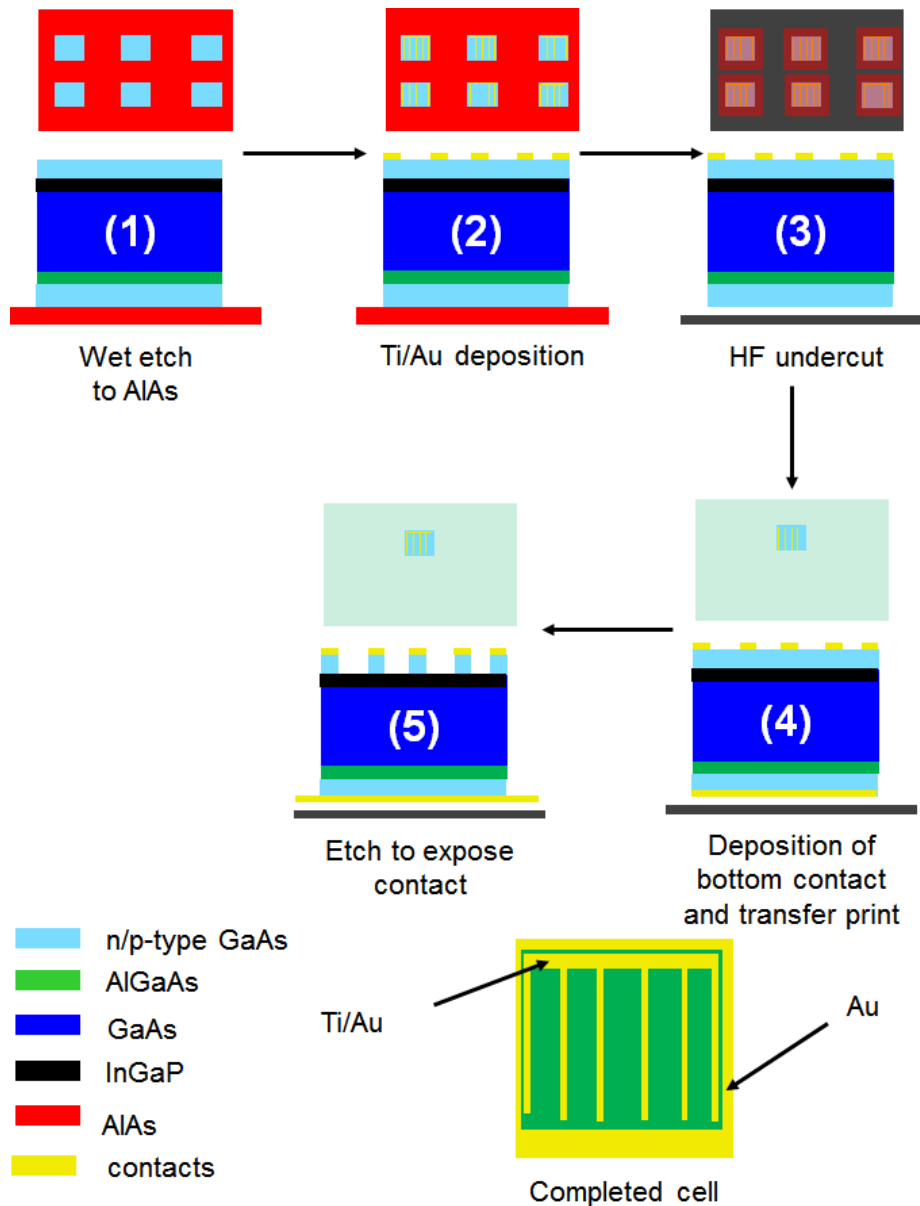 (1)
(2)
(3)
Wet etch
to AlAs
Ti/Au deposition
HF undercut
(5)
(4)
Etch to expose
contact
Deposition of
bottom contact
and transfer print
n/p-type GaAs
AlGaAs
GaAs
InGaP
AlAs
contacts
Ti/Au
Au
Completed cell